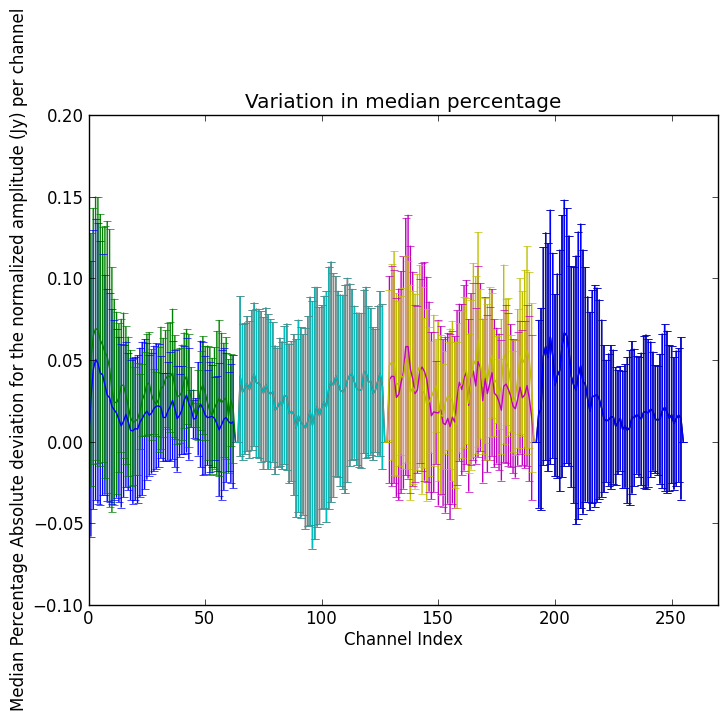 Variation in median percentage
Median Percentage Absolute deviation for the normalized amplitude (Jy) per channel
0.20
0.15
0.10
0.05
0.00
−0.05
−0.10
0 50 100 150 200 250
Channel Index